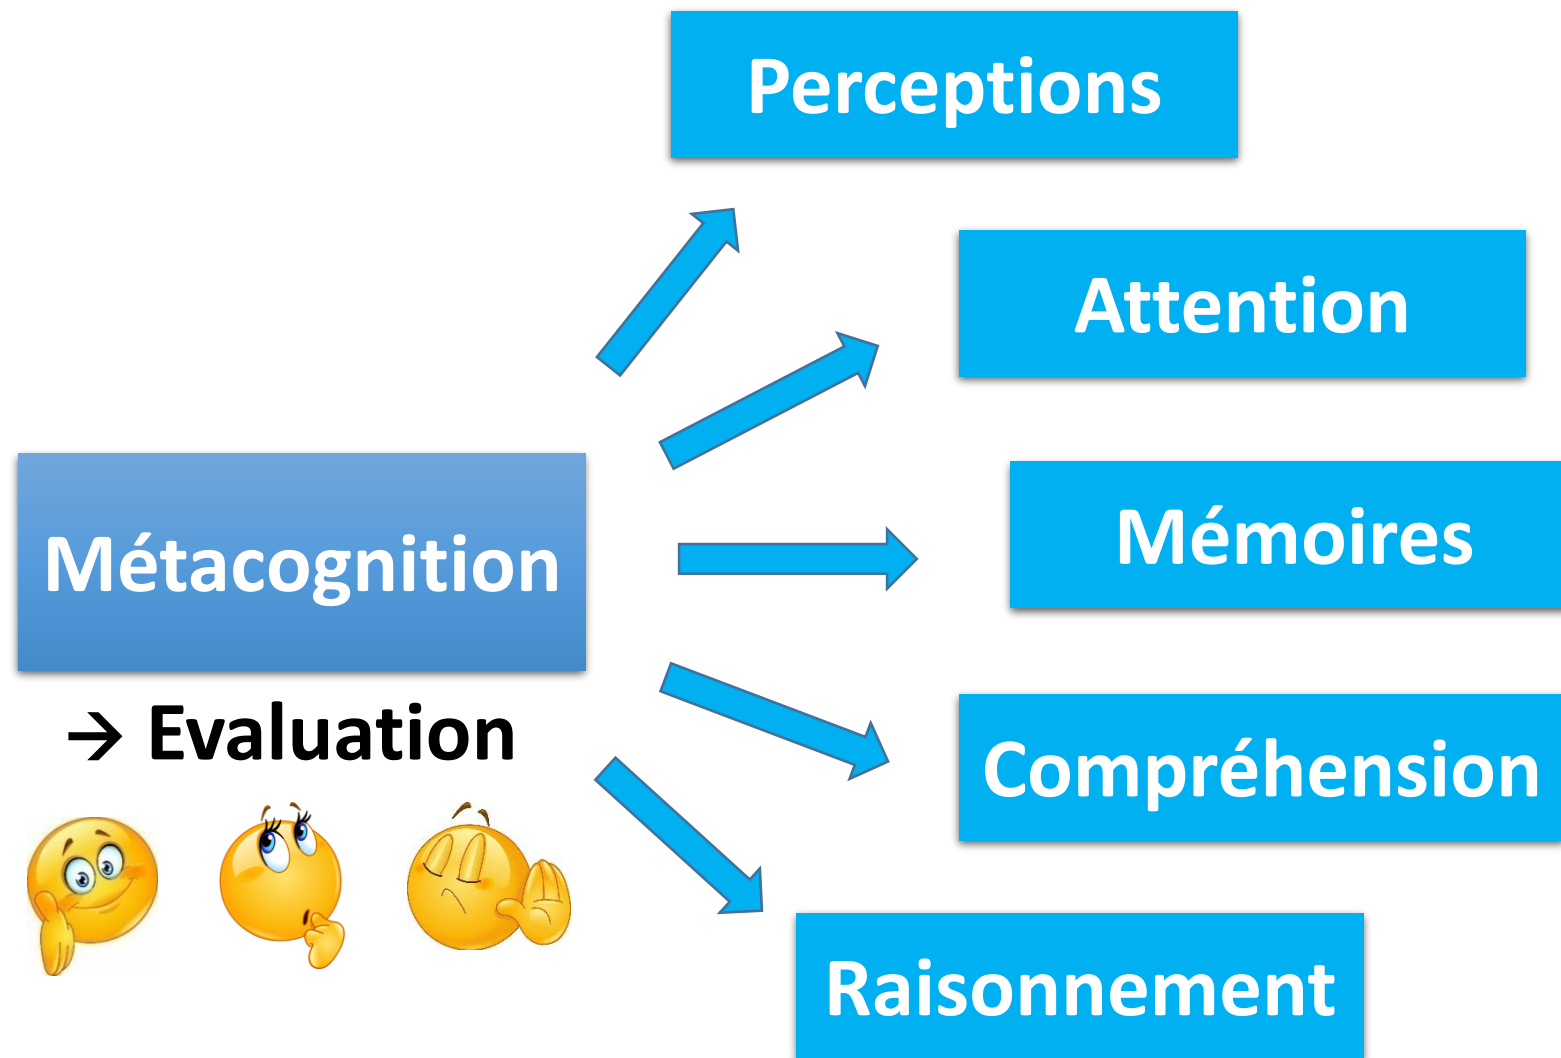 Perceptions
Attention
Métacognition
Mémoires
→ Evaluation
Compréhension
Raisonnement